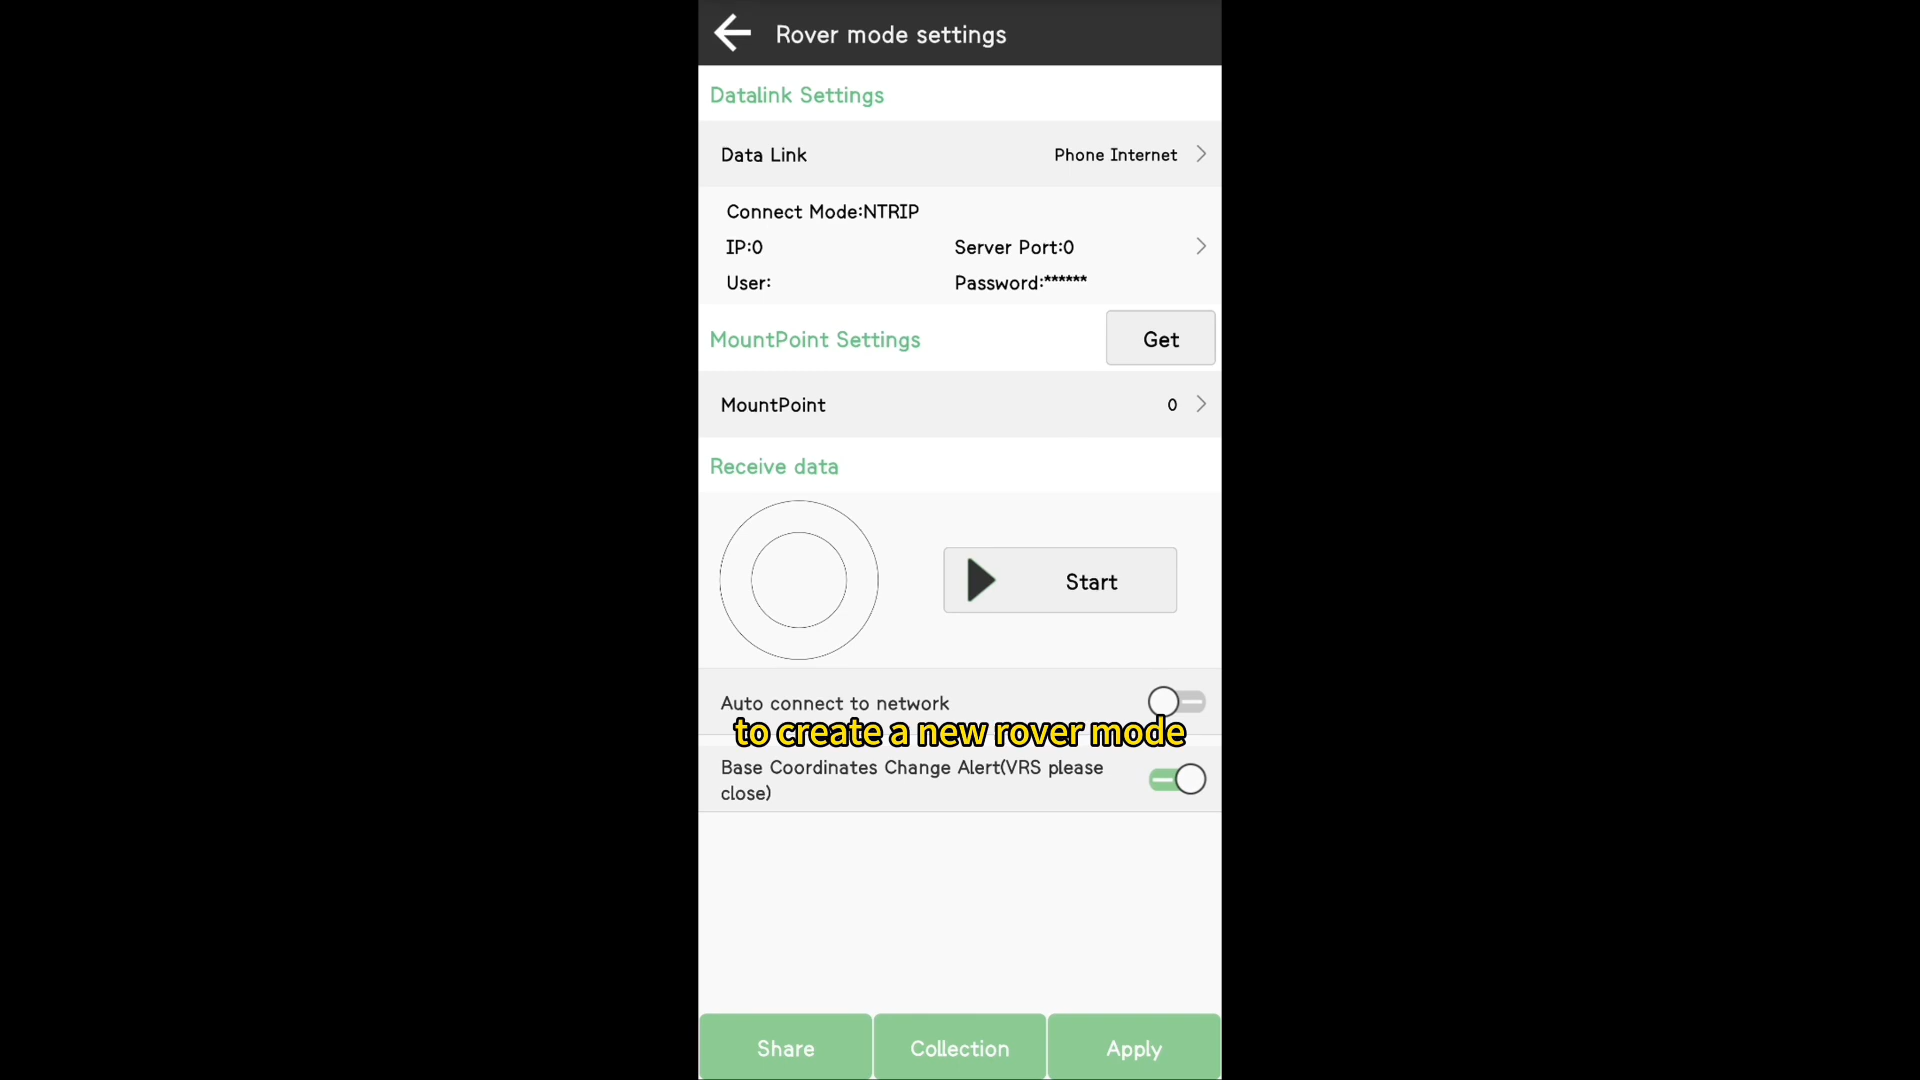 Rover mode settings
Datalink Settings
Data Link Phone Internet
Connect Mode:NTRIP
IP:0 Server Port:0
User: Password:******
MountPoint Settings Get
MountPoint 0
Receive data
Start
Auto connect to network
to create a new rover mode
Base Coordinates Change Alert(VRS please
close)
Share Collection Apply